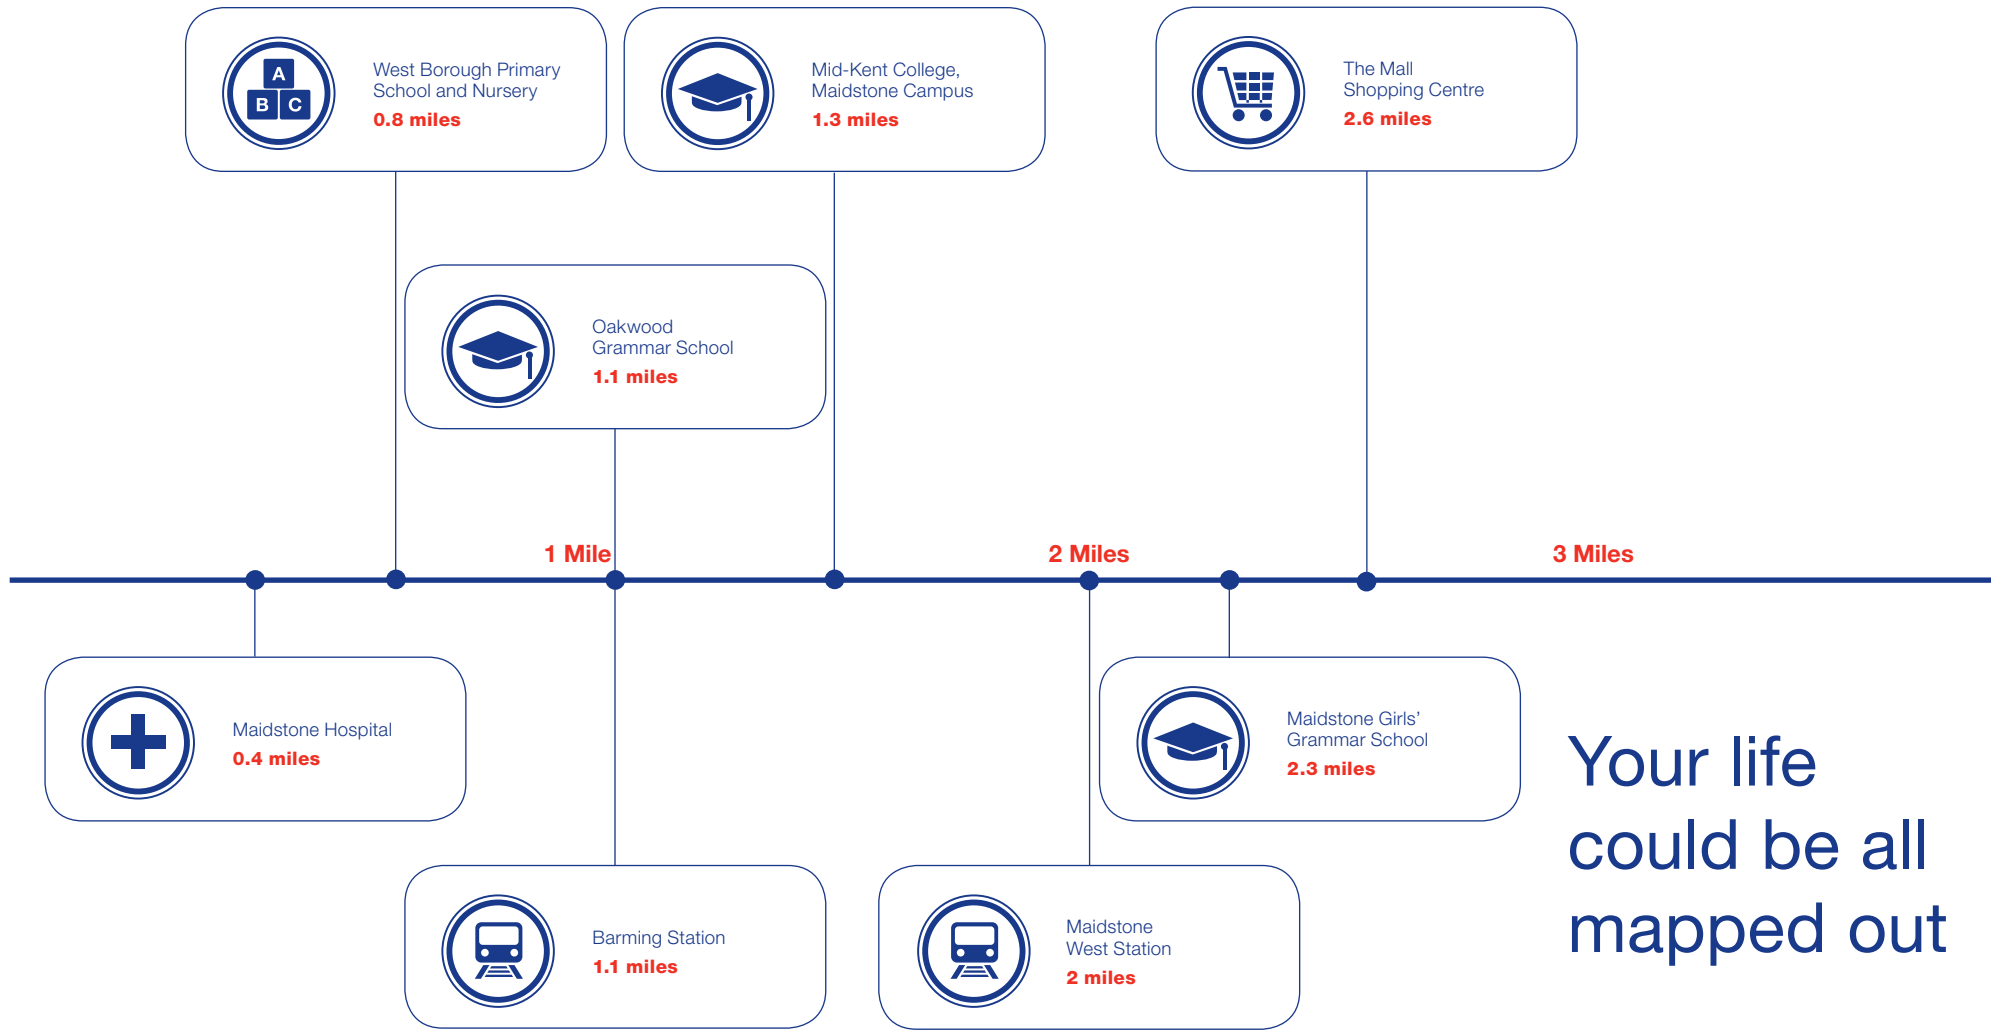 West Borough Primary
School and Nursery
0.8 miles
Mid-Kent College,
Maidstone Campus
1.3 miles
The Mall
Shopping Centre
2.6 miles
A
B C
Oakwood
Grammar School
1.1 miles
1 Mile
2 Miles
3 Miles
Maidstone Hospital
0.4 miles
Maidstone Girls’
Grammar School
2.3 miles
Barming Station
1.1 miles
Maidstone
West Station
2 miles
Your life
could be all
mapped out